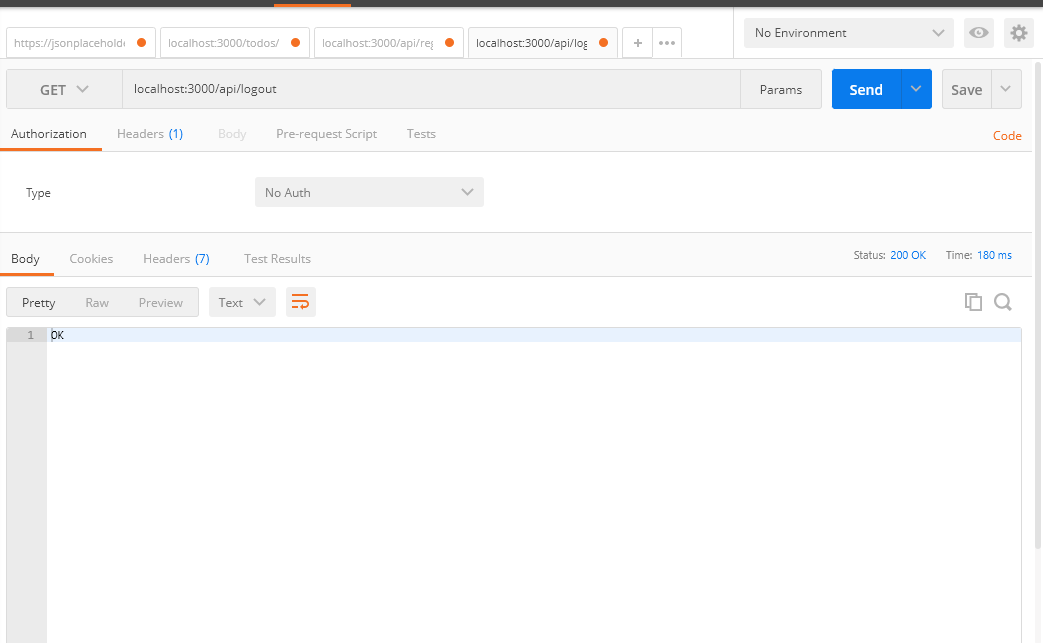 https://jsonplaceholde
localhost:3000/todos/
localhost:3000/api/reg
localhost:3000/api/log
+
•••
No Environment
GET
localhost:3000/api/logout
Params
Send
Save
Authorization
Headers (1)
Body
Pre-request Script
Tests
Code
Type
No Auth
Body
Cookies
Headers (7)
Test Results
Status: 200 OK
Time: 180 ms
Pretty
Raw
Preview
Text
1
OK